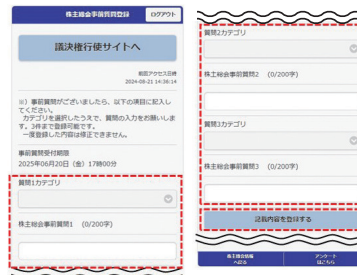 株主総会事前質問登録
ログアウト
議決権行使サイトへ
前回アクセス日時
2024-08-21 14:36:14
※）事前質問がございましたら、以下の項目に記入し
てください。
カテゴリを選択したうえで、質問の入力をお願いしま
す。3件まで登録可能です。
一度登録した内容は修正できません。
事前質問受付期限
2025年06月20日（金）17時00分
質問1カテゴリ
株主総会事前質問1 （0/200字）
質問2カテゴリ
株主総会事前質問2 （0/200字）
質問3カテゴリ
株主総会事前質問3 （0/200字）
記載内容を登録する
株主総会情報
へ戻る
アンケート
はこちら